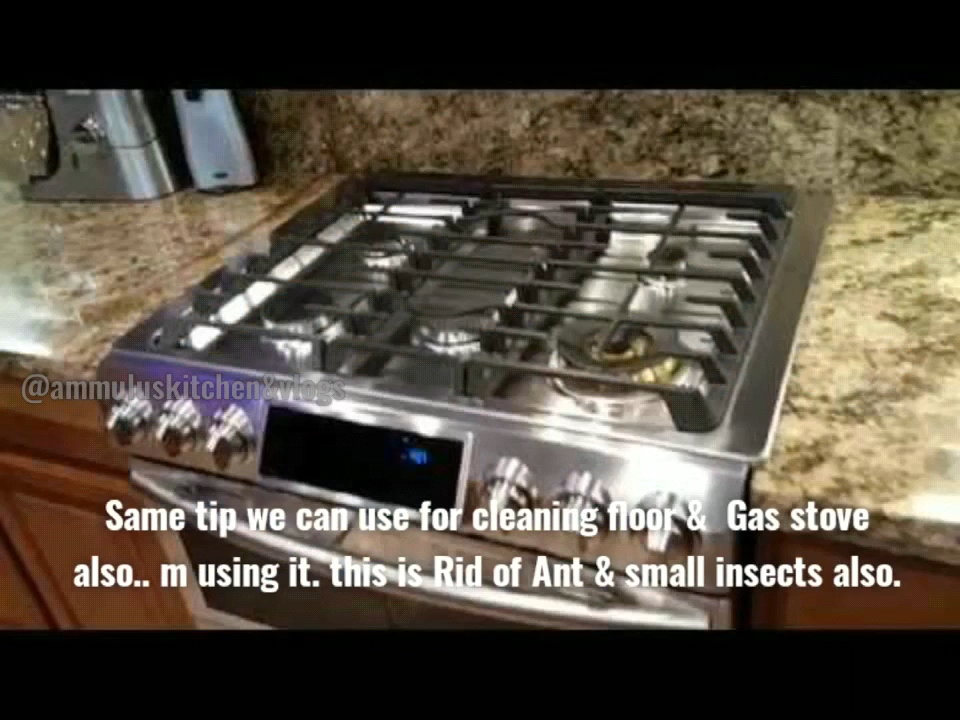 @ammuluskitchen&vlogs
Same tip we can use for cleaning floor & Gas stove
also.. m using it. this is Rid of Ant & small insects also.